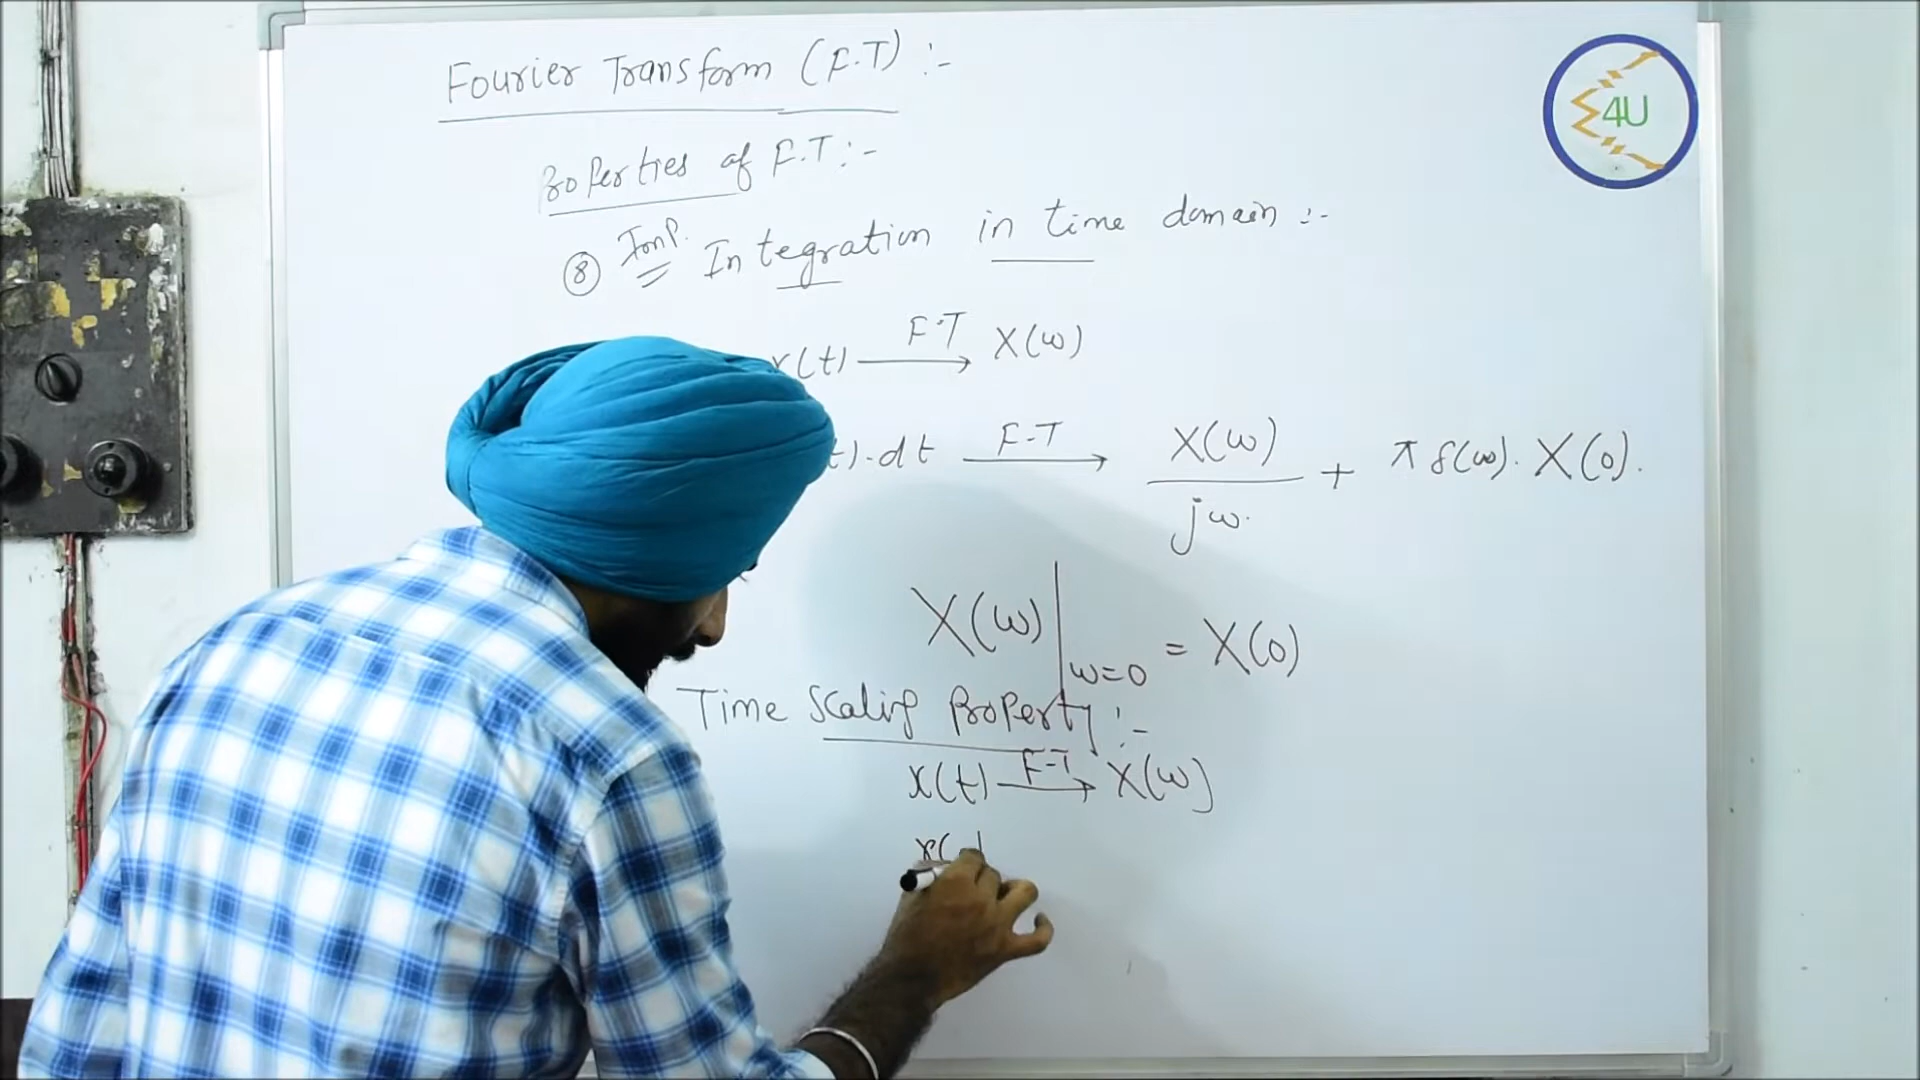 Fourier Transform (F.T) :-
Properties of F.T :-
⑧ Imp. Integration in time domain :-
x(t) F.T → X(ω)
t).dt F.T → X(ω)/jω + π δ(ω). X(0).
X(ω)|ω=0 = X(0)
Time Scaling Property :-
x(t) F.T → X(ω)
x(
4U